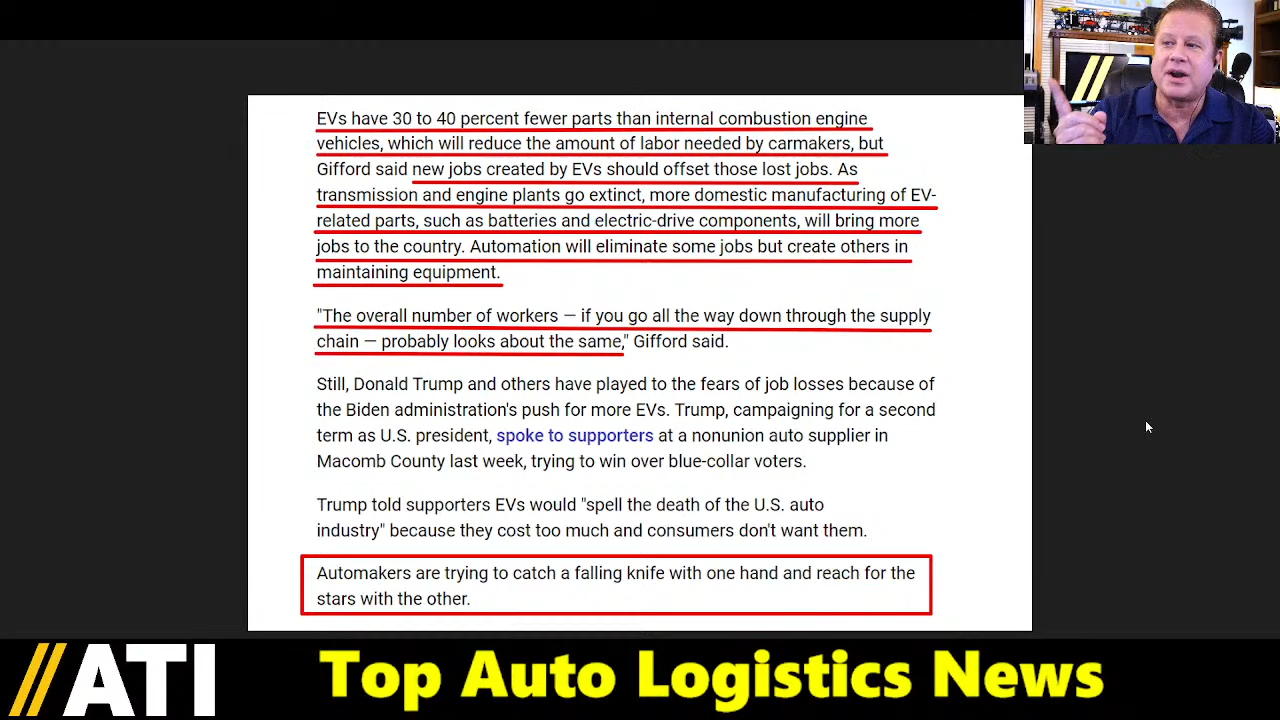 EVs have 30 to 40 percent fewer parts than internal combustion engine
vehicles, which will reduce the amount of labor needed by carmakers, but
Gifford said new jobs created by EVs should offset those lost jobs. As
transmission and engine plants go extinct, more domestic manufacturing of EV-
related parts, such as batteries and electric-drive components, will bring more
jobs to the country. Automation will eliminate some jobs but create others in
maintaining equipment.
"The overall number of workers — if you go all the way down through the supply
chain — probably looks about the same," Gifford said.
Still, Donald Trump and others have played to the fears of job losses because of
the Biden administration's push for more EVs. Trump, campaigning for a second
term as U.S. president, spoke to supporters at a nonunion auto supplier in
Macomb County last week, trying to win over blue-collar voters.
Trump told supporters EVs would "spell the death of the U.S. auto
industry" because they cost too much and consumers don't want them.
Automakers are trying to catch a falling knife with one hand and reach for the
stars with the other.
//ATI
Top Auto Logistics News